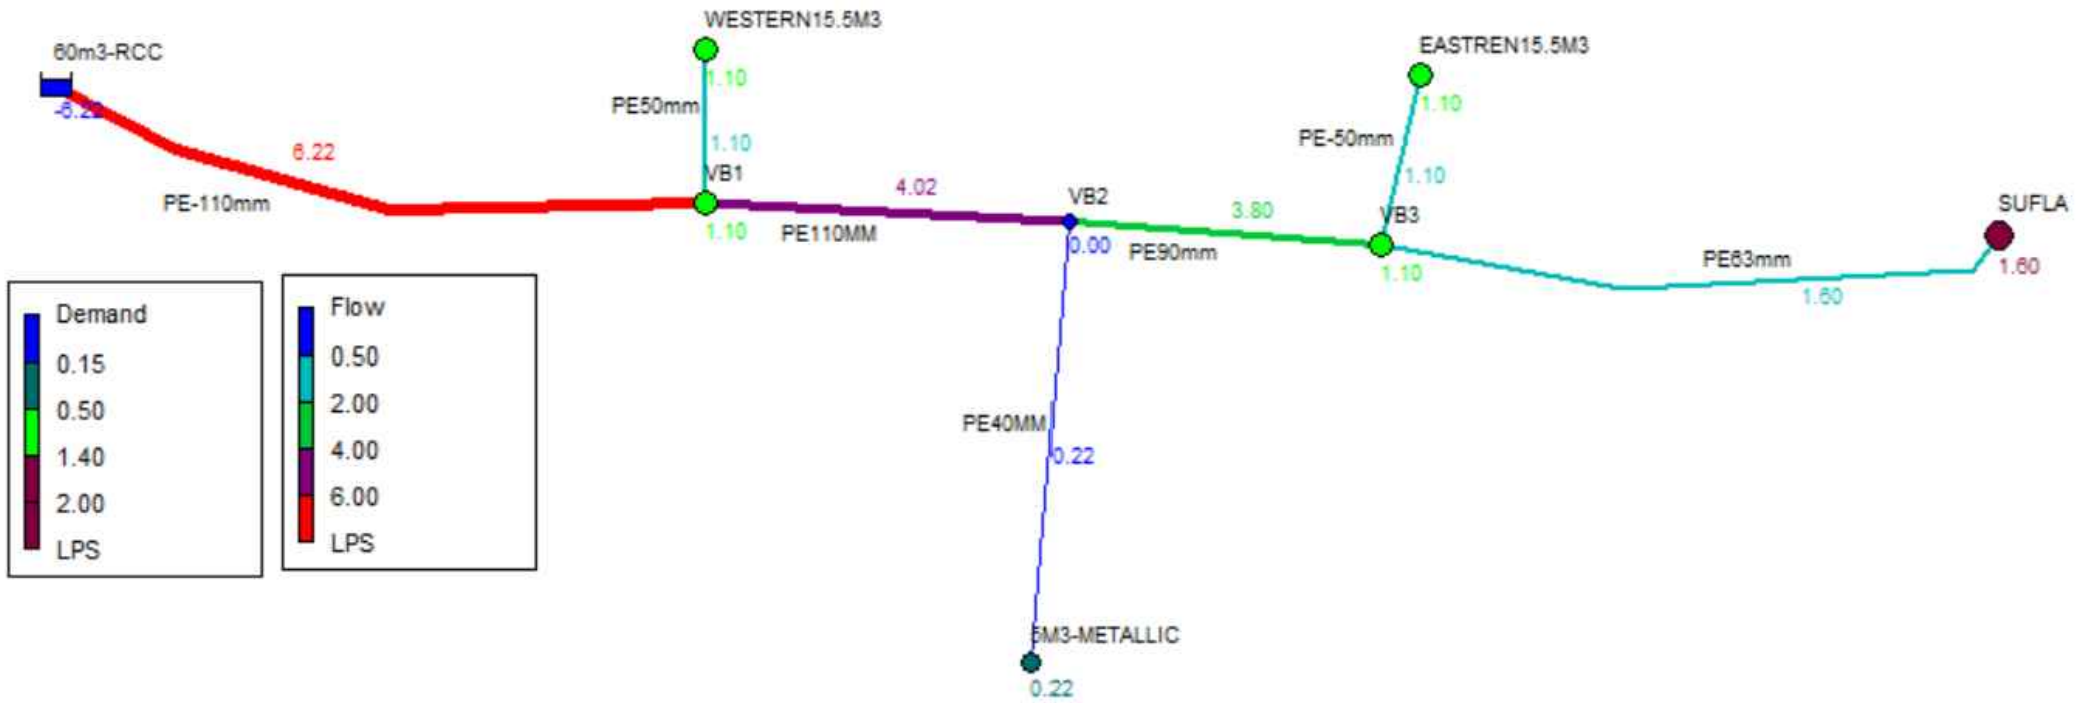 WESTERN15.5M3
60m3-RCC
EASTREN15.5M3
1.10
-6.22
PE50mm
1.10
PE-50mm
1.10
6.22
1.10
VB1
4.02
VB2
3.80
VB3
SUFLA
PE-110mm
1.10
PE110MM
0.00
PE90mm
1.10
PE63mm
1.60
1.60
Demand
0.15
0.50
1.40
2.00
LPS
Flow
0.50
2.00
4.00
6.00
LPS
PE40MM
0.22
5M3-METALLIC
0.22